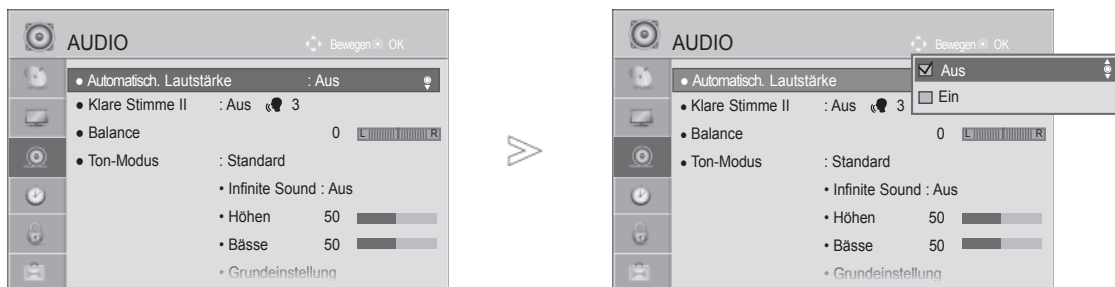 AUDIO
Bewegen OK
● Automatisch. Lautstärke : Aus
● Klare Stimme II : Aus 3
● Balance 0 L R
● Ton-Modus : Standard
• Infinite Sound : Aus
• Höhen 50
• Bässe 50
• Grundeinstellung
>
AUDIO
Bewegen OK
● Automatisch. Lautstärke
Aus
Ein
● Klare Stimme II : Aus 3
● Balance 0 L R
● Ton-Modus : Standard
• Infinite Sound : Aus
• Höhen 50
• Bässe 50
• Grundeinstellung